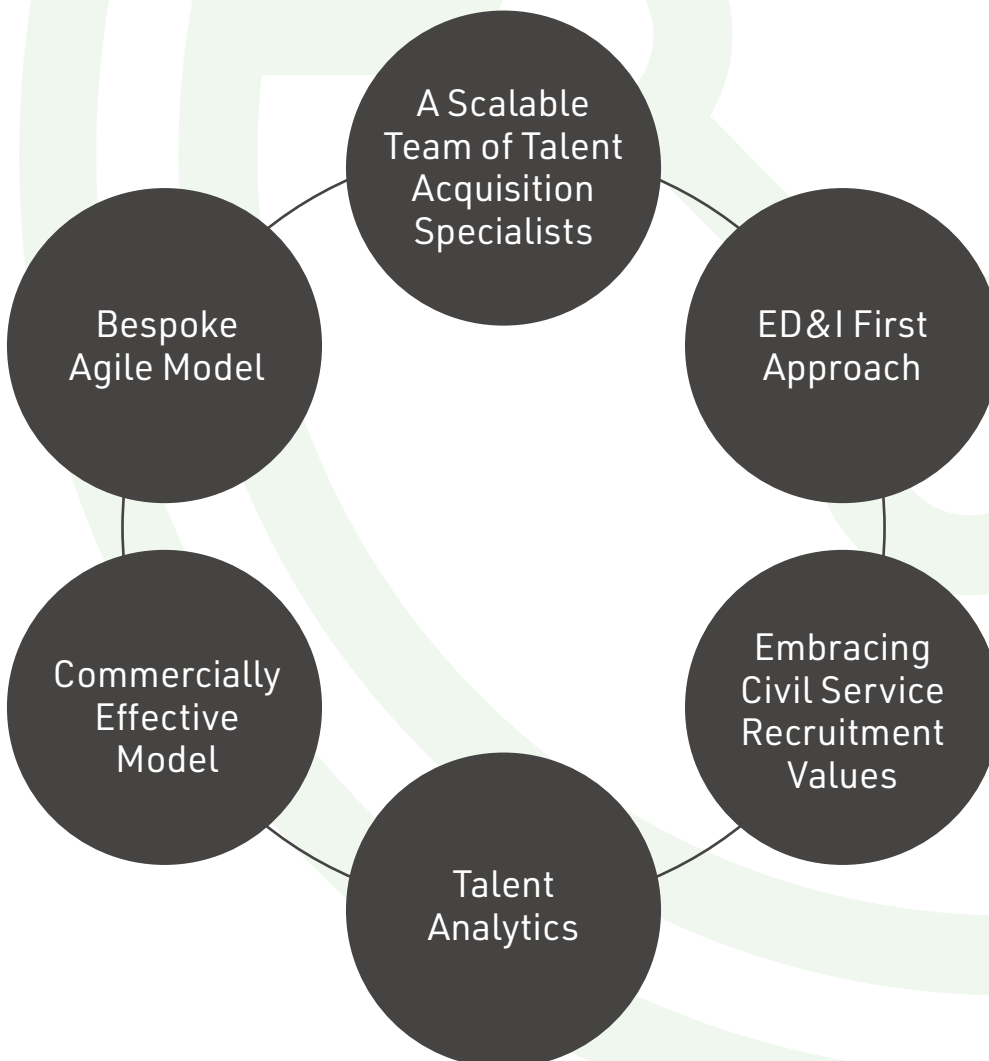 A Scalable
Team of Talent
Acquisition
Specialists
ED&I First
Approach
Embracing
Civil Service
Recruitment
Values
Talent
Analytics
Commercially
Effective
Model
Bespoke
Agile Model